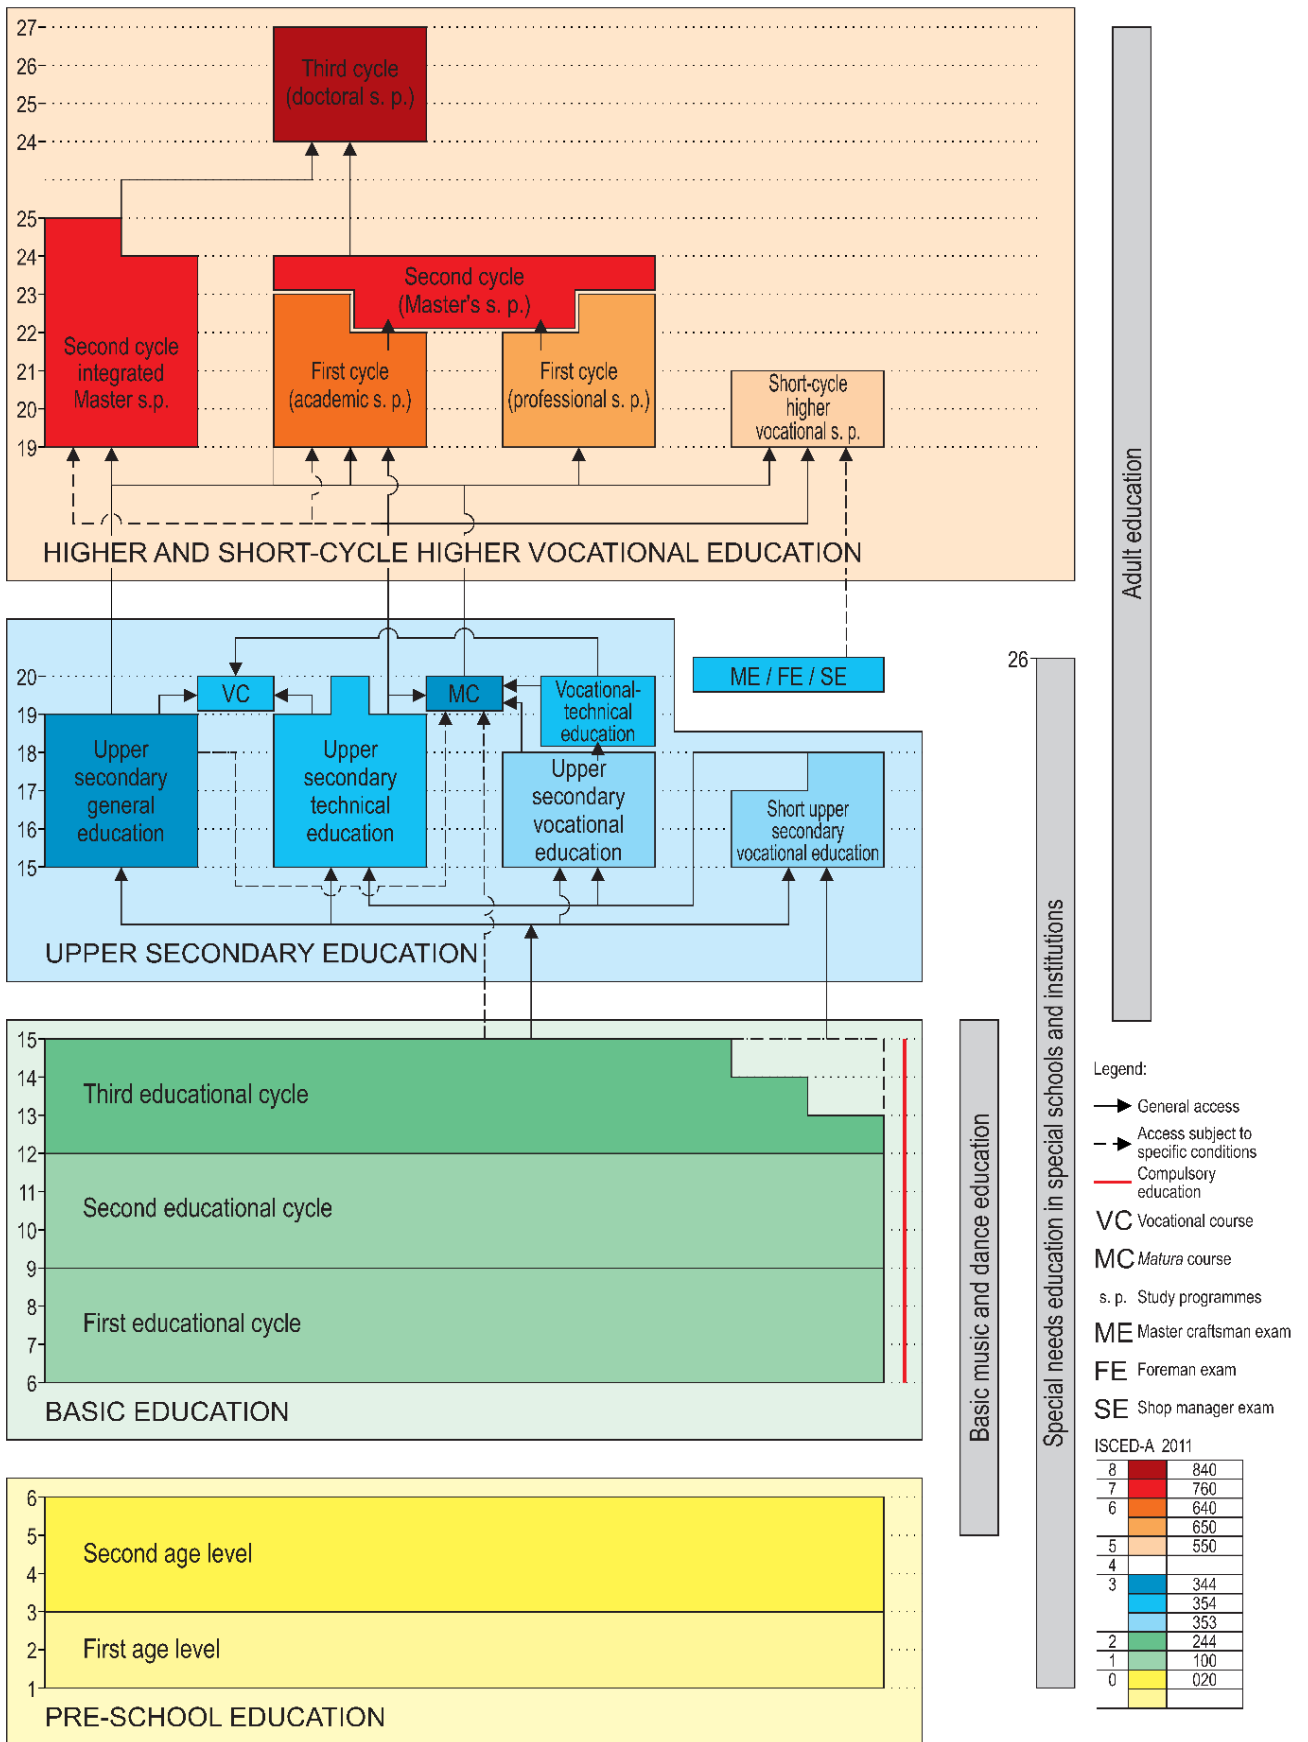 27
26
25
24
Third cycle
(doctoral s. p.)
25
24
23
22
21
20
19
Second cycle
integrated
Master s.p.
Second cycle
(Master's s. p.)
First cycle
(academic s. p.)
First cycle
(professional s. p.)
Short-cycle
higher
vocational s. p.
HIGHER AND SHORT-CYCLE HIGHER VOCATIONAL EDUCATION
20
19
18
17
16
15
VC
MC
Vocational-
technical
education
ME / FE / SE
Upper
secondary
general
education
Upper
secondary
technical
education
Upper
secondary
vocational
education
Short upper
secondary
vocational education
UPPER SECONDARY EDUCATION
15
14
13
12
11
10
9
8
7
6
Third educational cycle
Second educational cycle
First educational cycle
BASIC EDUCATION
6
5
4
3
2
1
Second age level
First age level
PRE-SCHOOL EDUCATION
Basic music and dance education
26
Special needs education in special schools and institutions
Adult education
Legend:
General access
Access subject to
specific conditions
Compulsory
education
VC Vocational course
MC Matura course
s. p. Study programmes
ME Master craftsman exam
FE Foreman exam
SE Shop manager exam
ISCED-A 2011
8 840
7 760
6 640
650
5 550
4
3 344
354
353
2 244
1 100
0 020